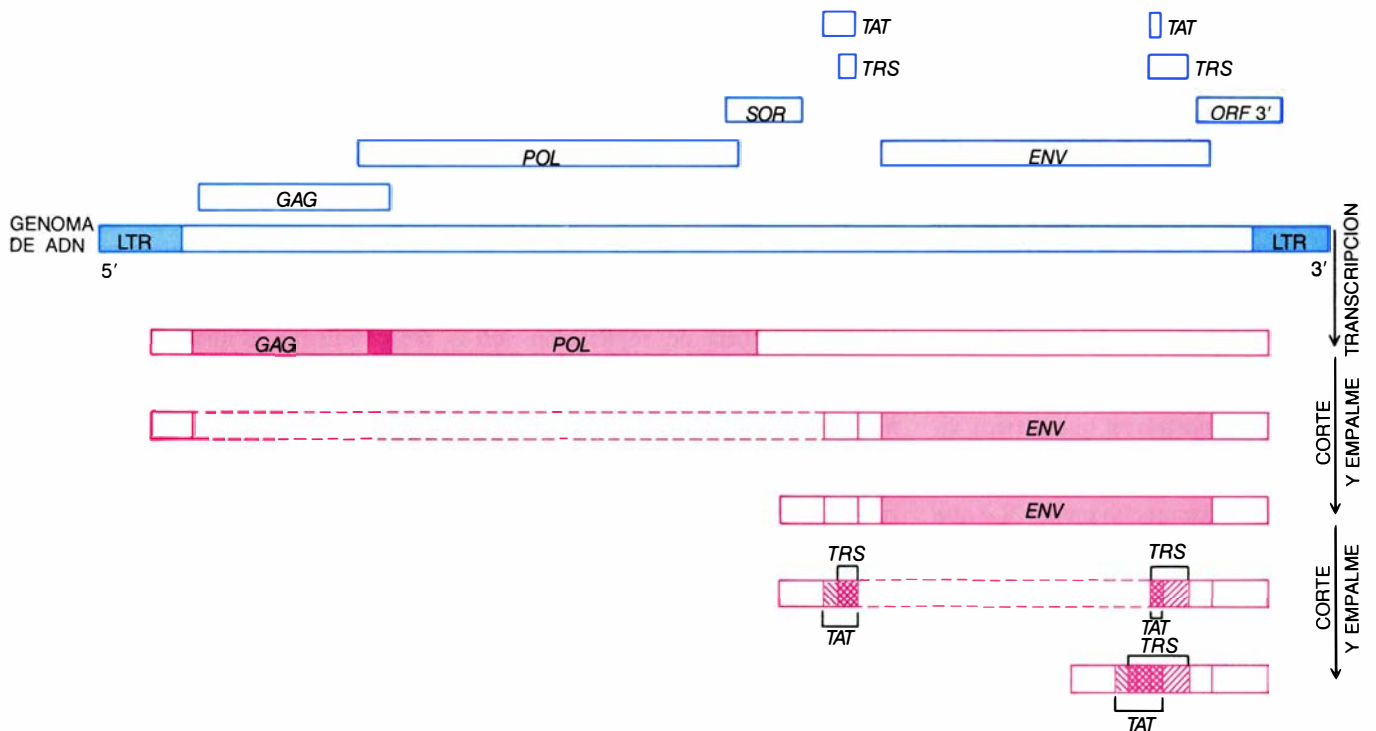 TAT TAT
TRS TRS
SOR ORF 3′
POL ENV
GAG
GENOMA
DE ADN
LTR LTR
5′ 3′
TRANSCRIPCION
GAG POL
ENV
CORTE
Y EMPALME
ENV
TRS TRS
TAT TAT
CORTE
Y EMPALME
TRS
TAT